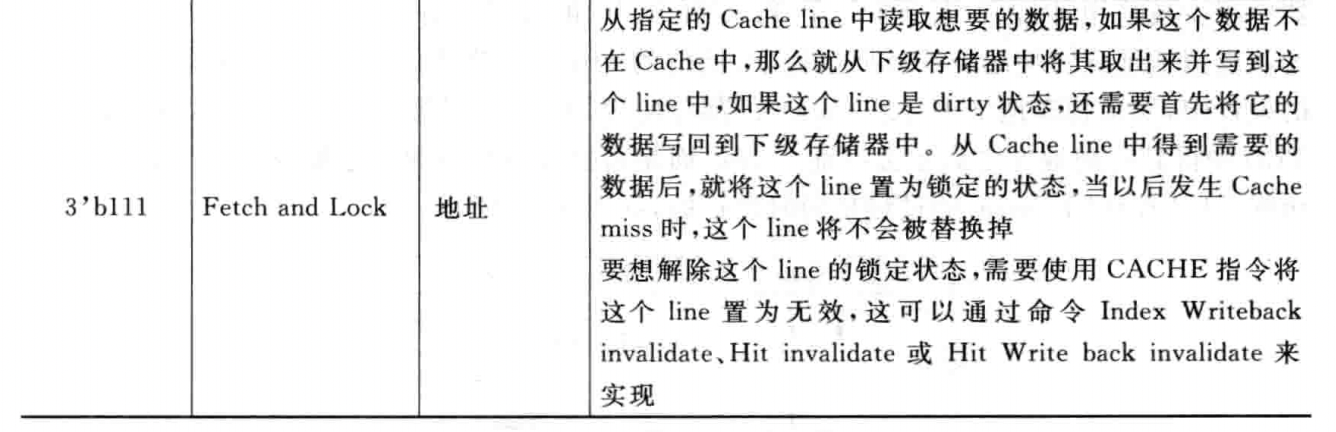 从指定的 Cache line 中读取想要的数据,如果这个数据不
在 Cache 中,那么就从下级存储器中将其取出来并写到这
个 line 中,如果这个 line 是 dirty 状态,还需要首先将它的
数据写回到下级存储器中。从 Cache line 中得到需要的
3’b111
Fetch and Lock
地址
数据后,就将这个 line 置为锁定的状态,当以后发生 Cache
miss 时,这个 line 将不会被替换掉
要想解除这个 line 的锁定状态,需要使用 CACHE 指令将
这个 line 置为无效,这可以通过命令 Index Writeback
invalidate、Hit invalidate 或 Hit Write back invalidate 来
实现